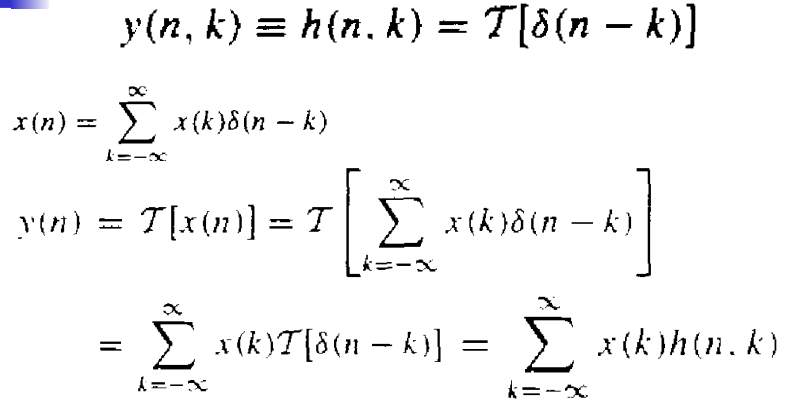 y(n, k) ≡ h(n, k) = 𝒯[δ(n − k)]
x(n) = ∑_{k=−∞}^{∞} x(k)δ(n − k)
y(n) = 𝒯[x(n)] = 𝒯[∑_{k=−∞}^{∞} x(k)δ(n − k)]
= ∑_{k=−∞}^{∞} x(k)𝒯[δ(n − k)] = ∑_{k=−∞}^{∞} x(k)h(n, k)